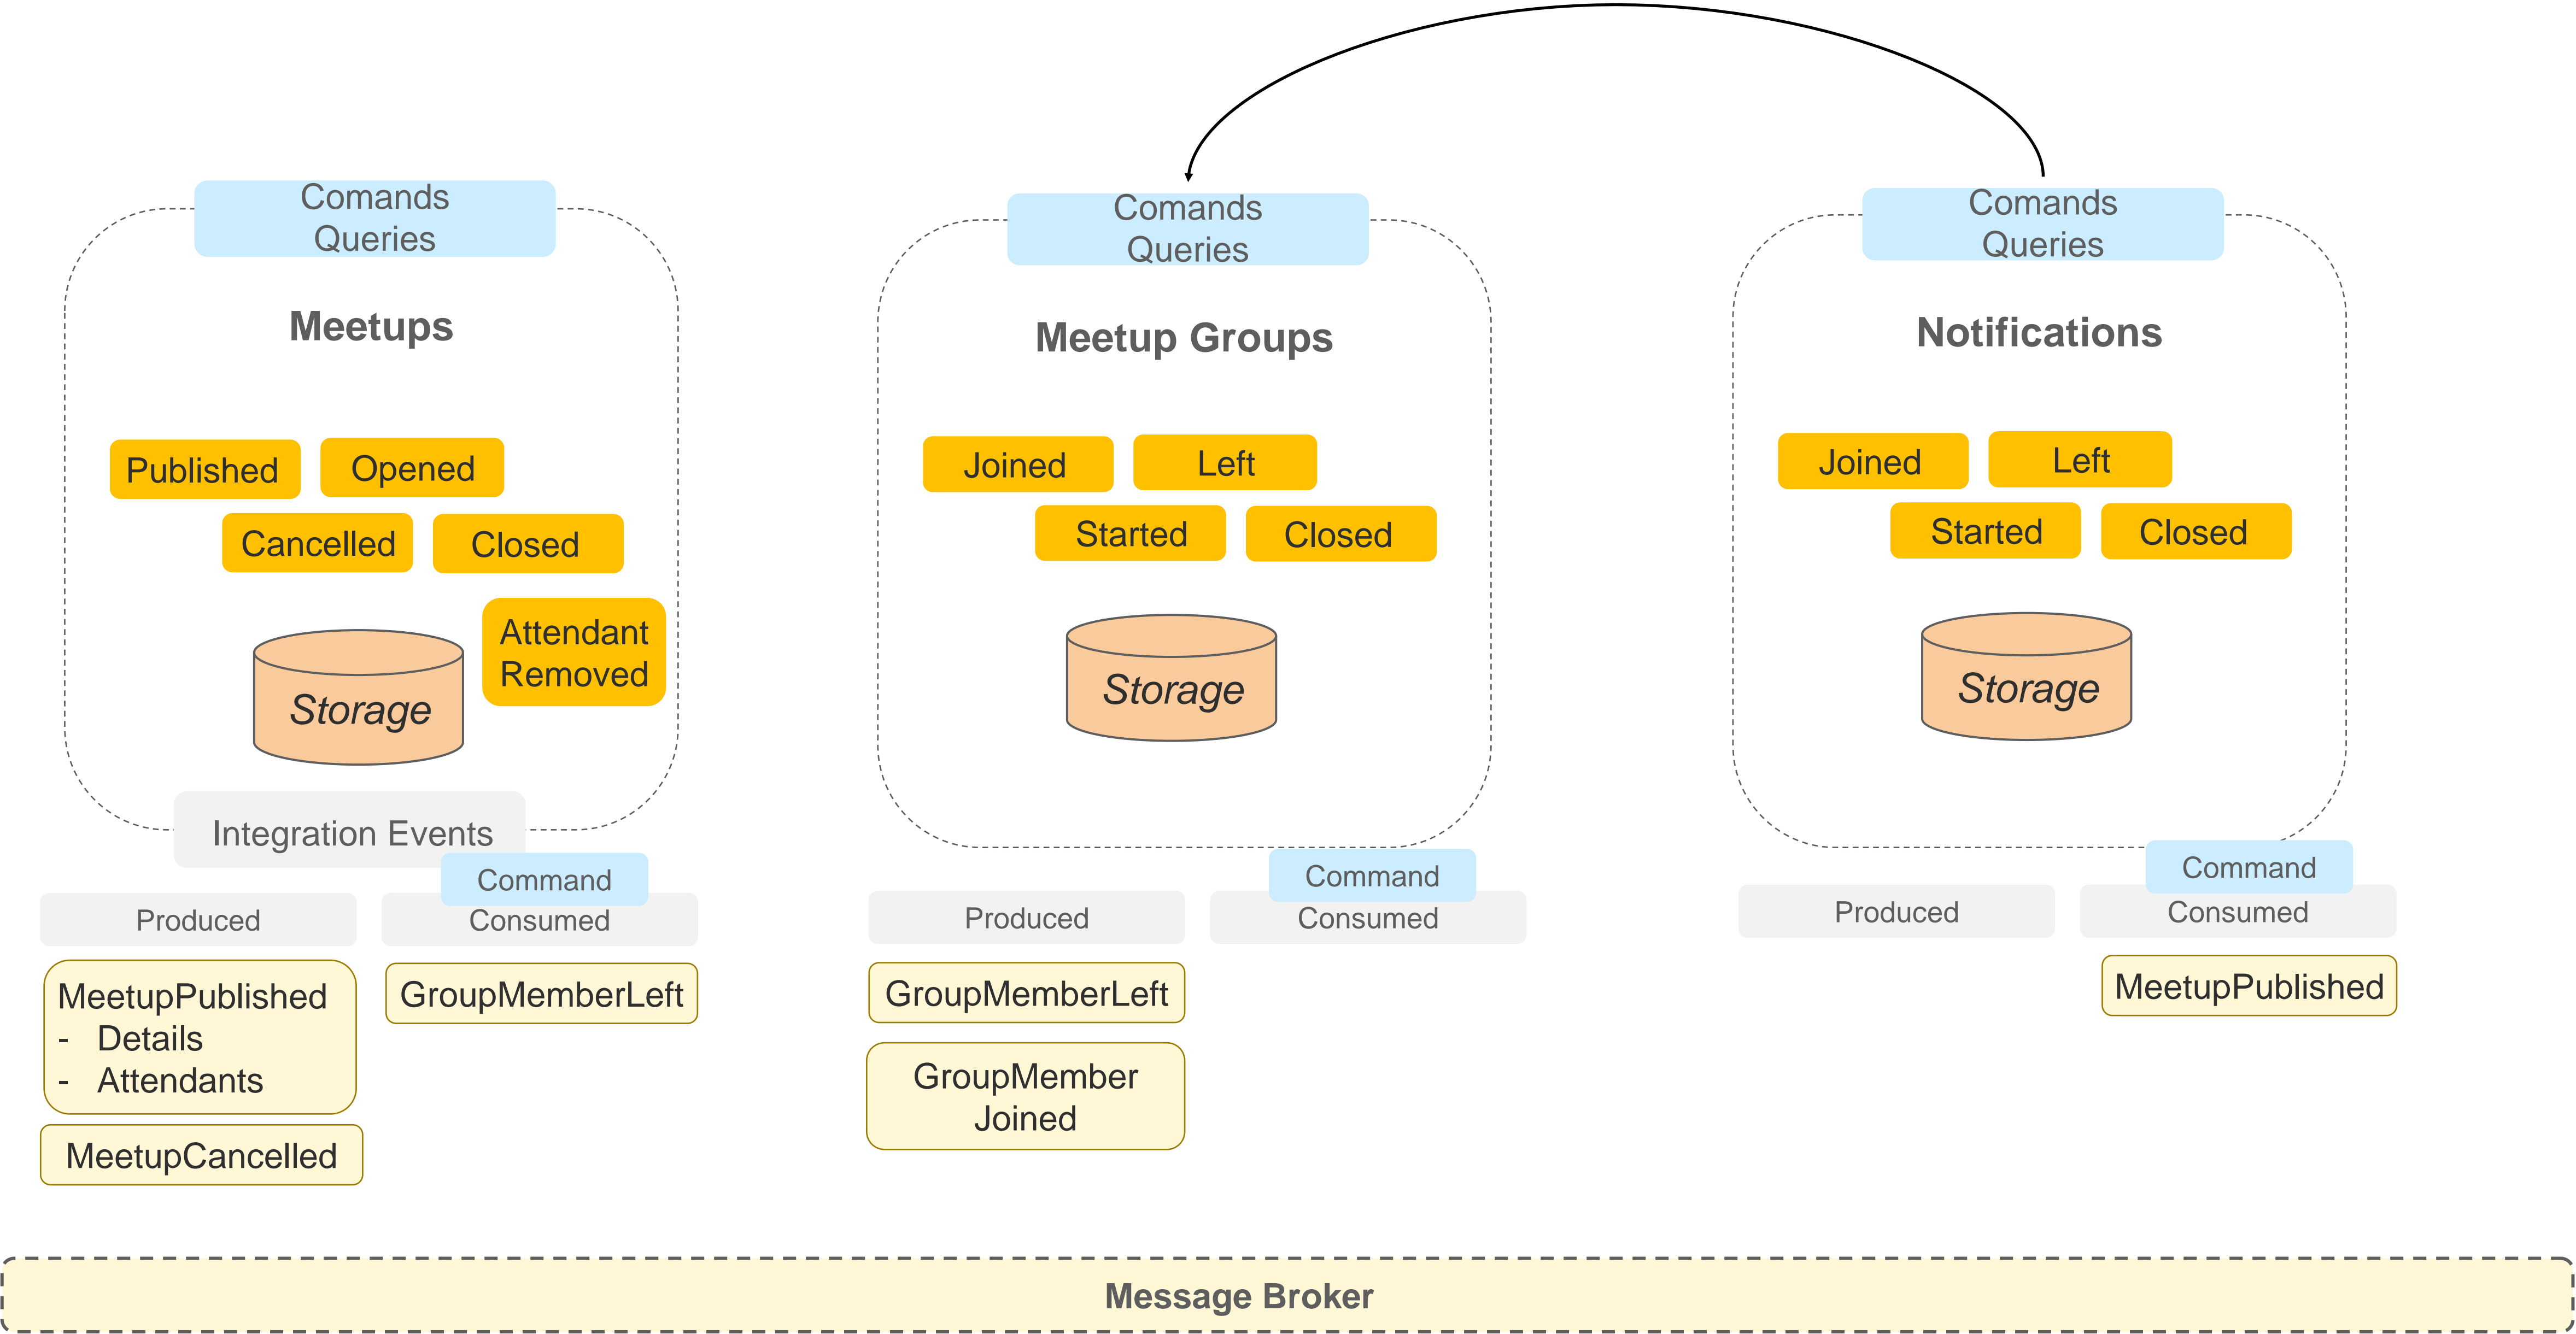 Comands
Queries
Meetups
Published
Opened
Cancelled
Closed
Attendant
Removed
Storage
Integration Events
Command
Produced
Consumed
MeetupPublished
- Details
- Attendants
GroupMemberLeft
MeetupCancelled
Comands
Queries
Meetup Groups
Joined
Left
Started
Closed
Storage
Command
Produced
Consumed
GroupMemberLeft
GroupMember
Joined
Comands
Queries
Notifications
Joined
Left
Started
Closed
Storage
Command
Produced
Consumed
MeetupPublished
Message Broker